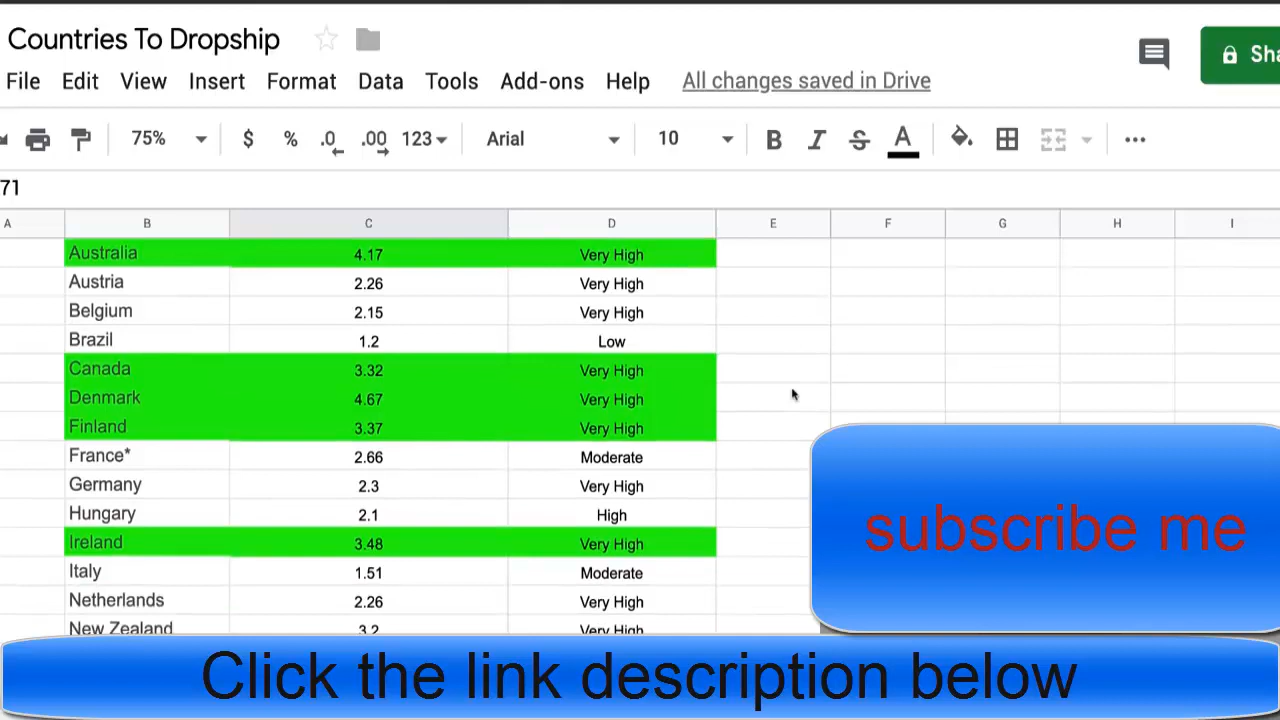 Countries To Dropship
File Edit View Insert Format Data Tools Add-ons Help All changes saved in Drive
75% $ % .0 .00 123 Arial 10 B I S A
71
A B C D E F G H I
Australia 4.17 Very High
Austria 2.26 Very High
Belgium 2.15 Very High
Brazil 1.2 Low
Canada 3.32 Very High
Denmark 4.67 Very High
Finland 3.37 Very High
France* 2.66 Moderate
Germany 2.3 Very High
Hungary 2.1 High
Ireland 3.48 Very High
Italy 1.51 Moderate
Netherlands 2.26 Very High
New Zealand 3.2 Very High
subscribe me
Click the link description below